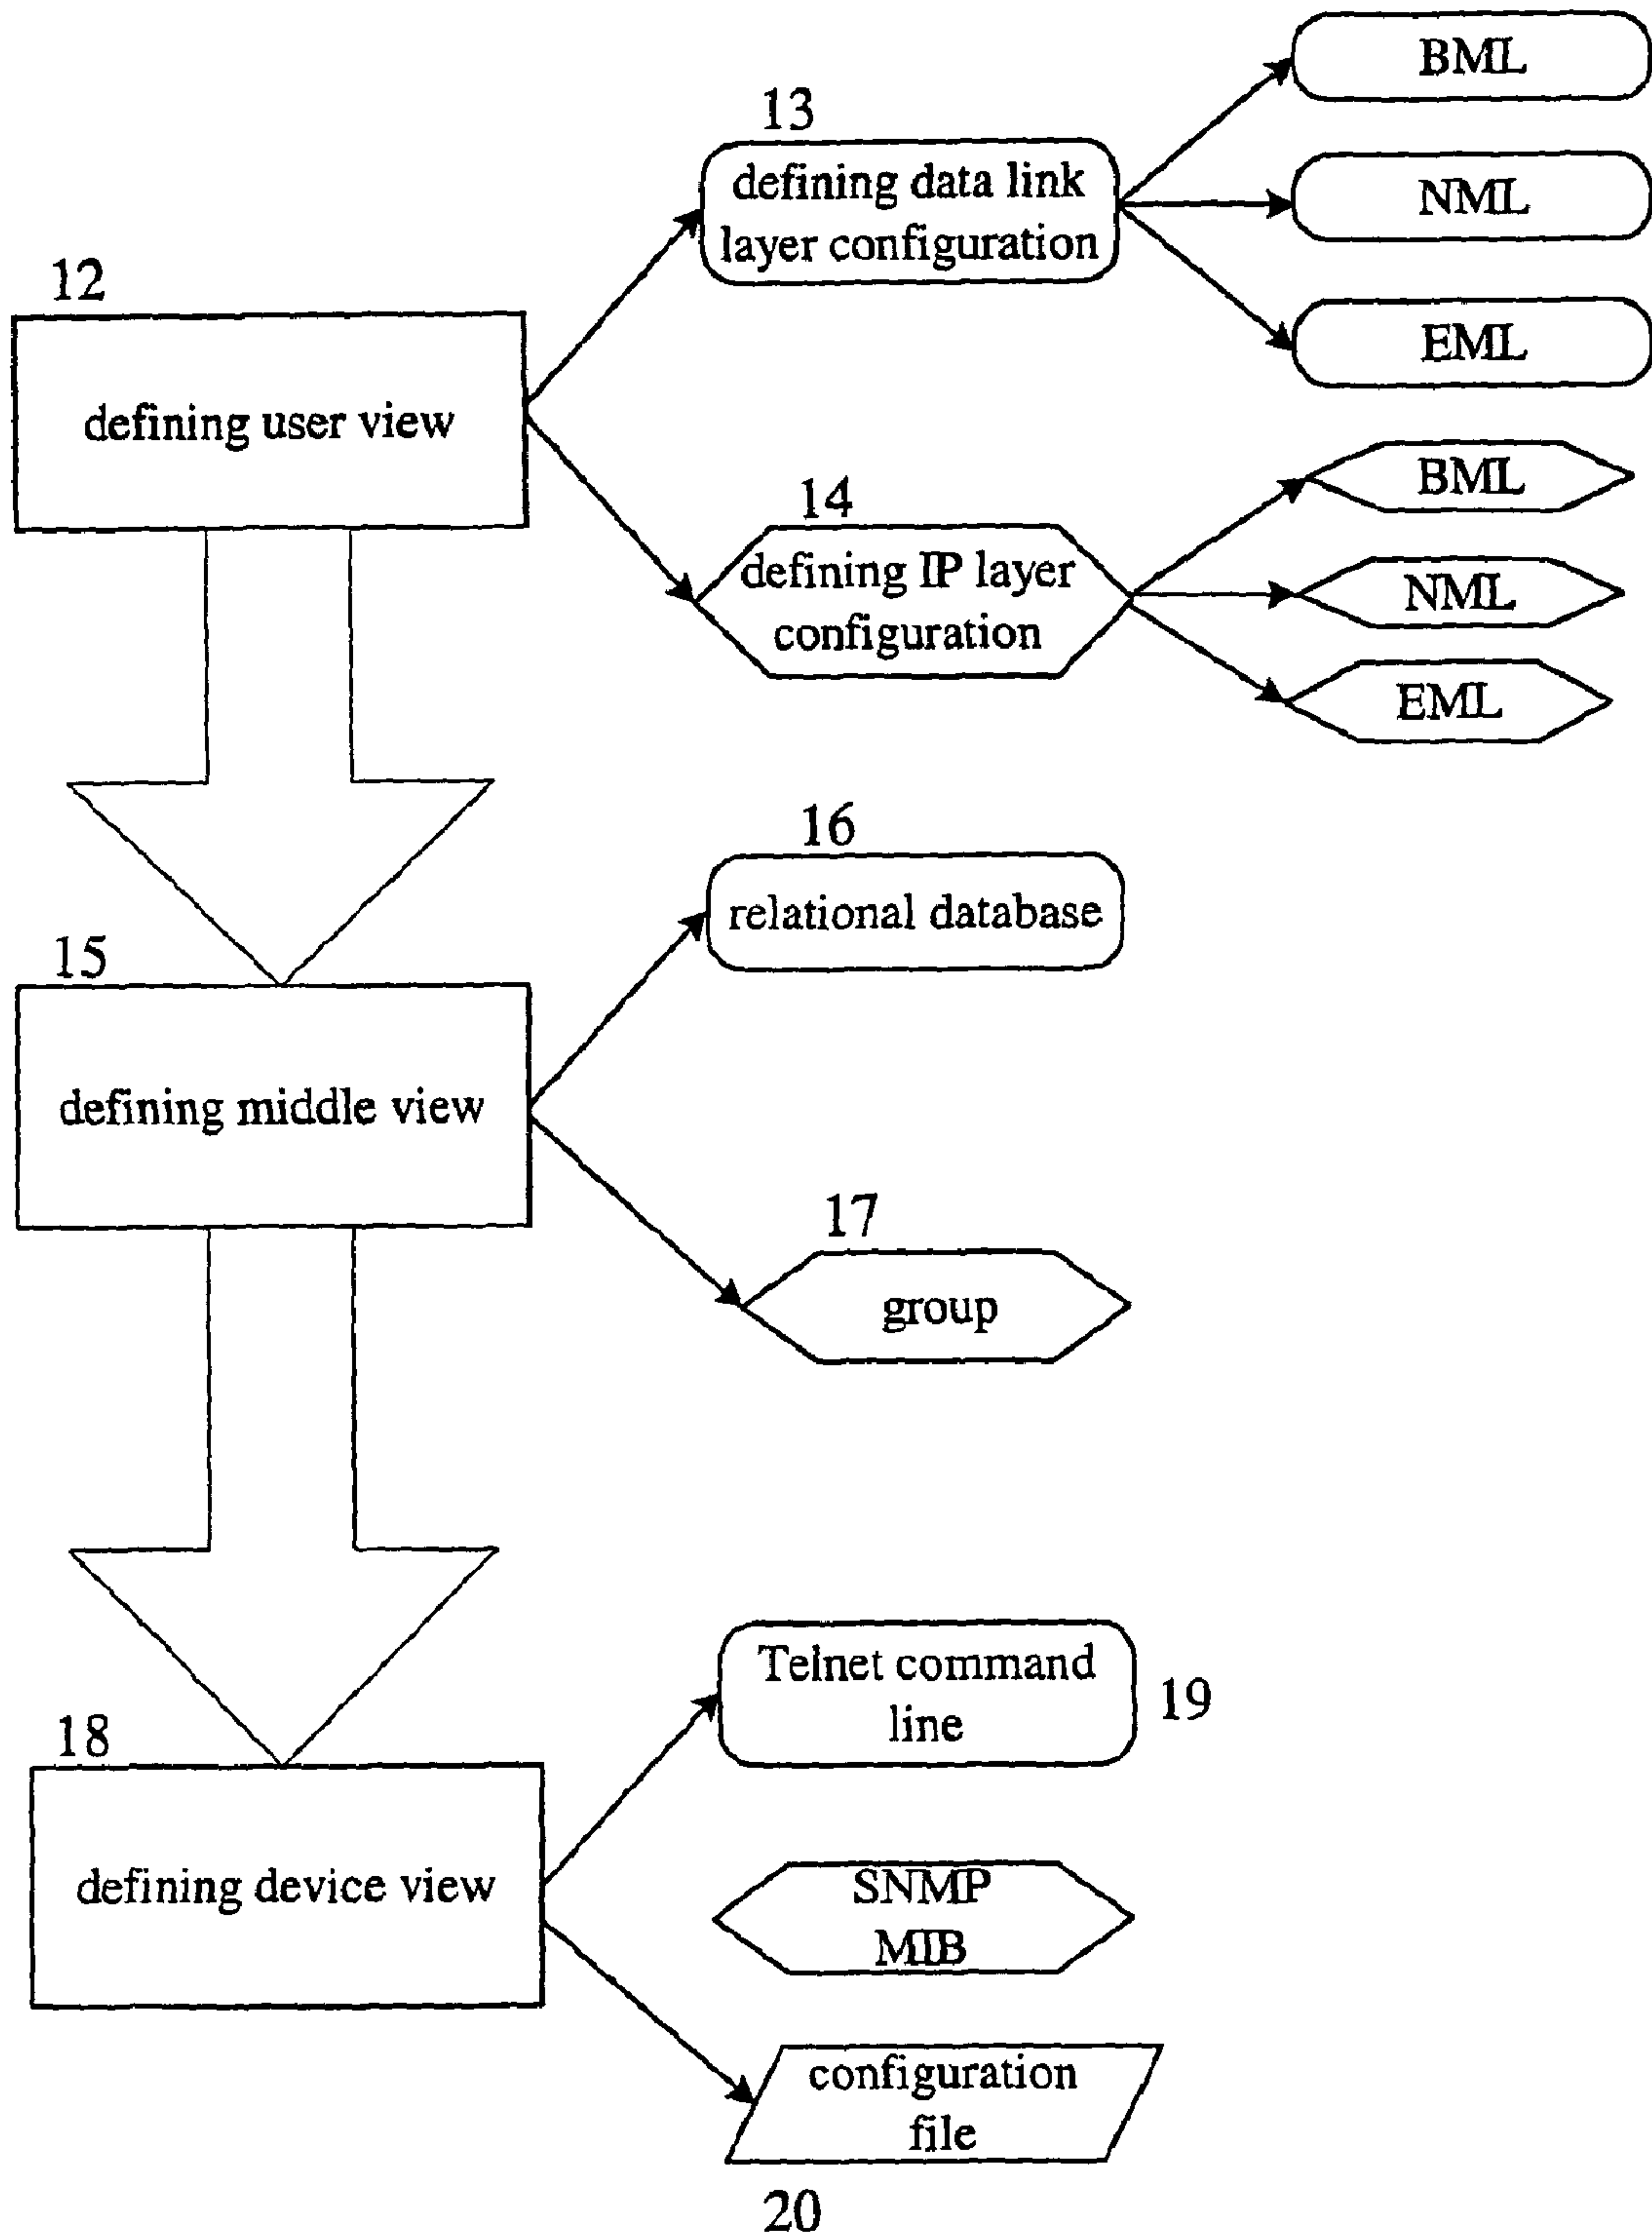 BML
13
defining data link
layer configuration
NML
12
EML
defining user view
14
BML
defining IP layer
configuration
NML
EML
16
relational database
15
defining middle view
17
group
Telnet command
line
19
18
defining device view
SNMP
MIB
configuration
file
20